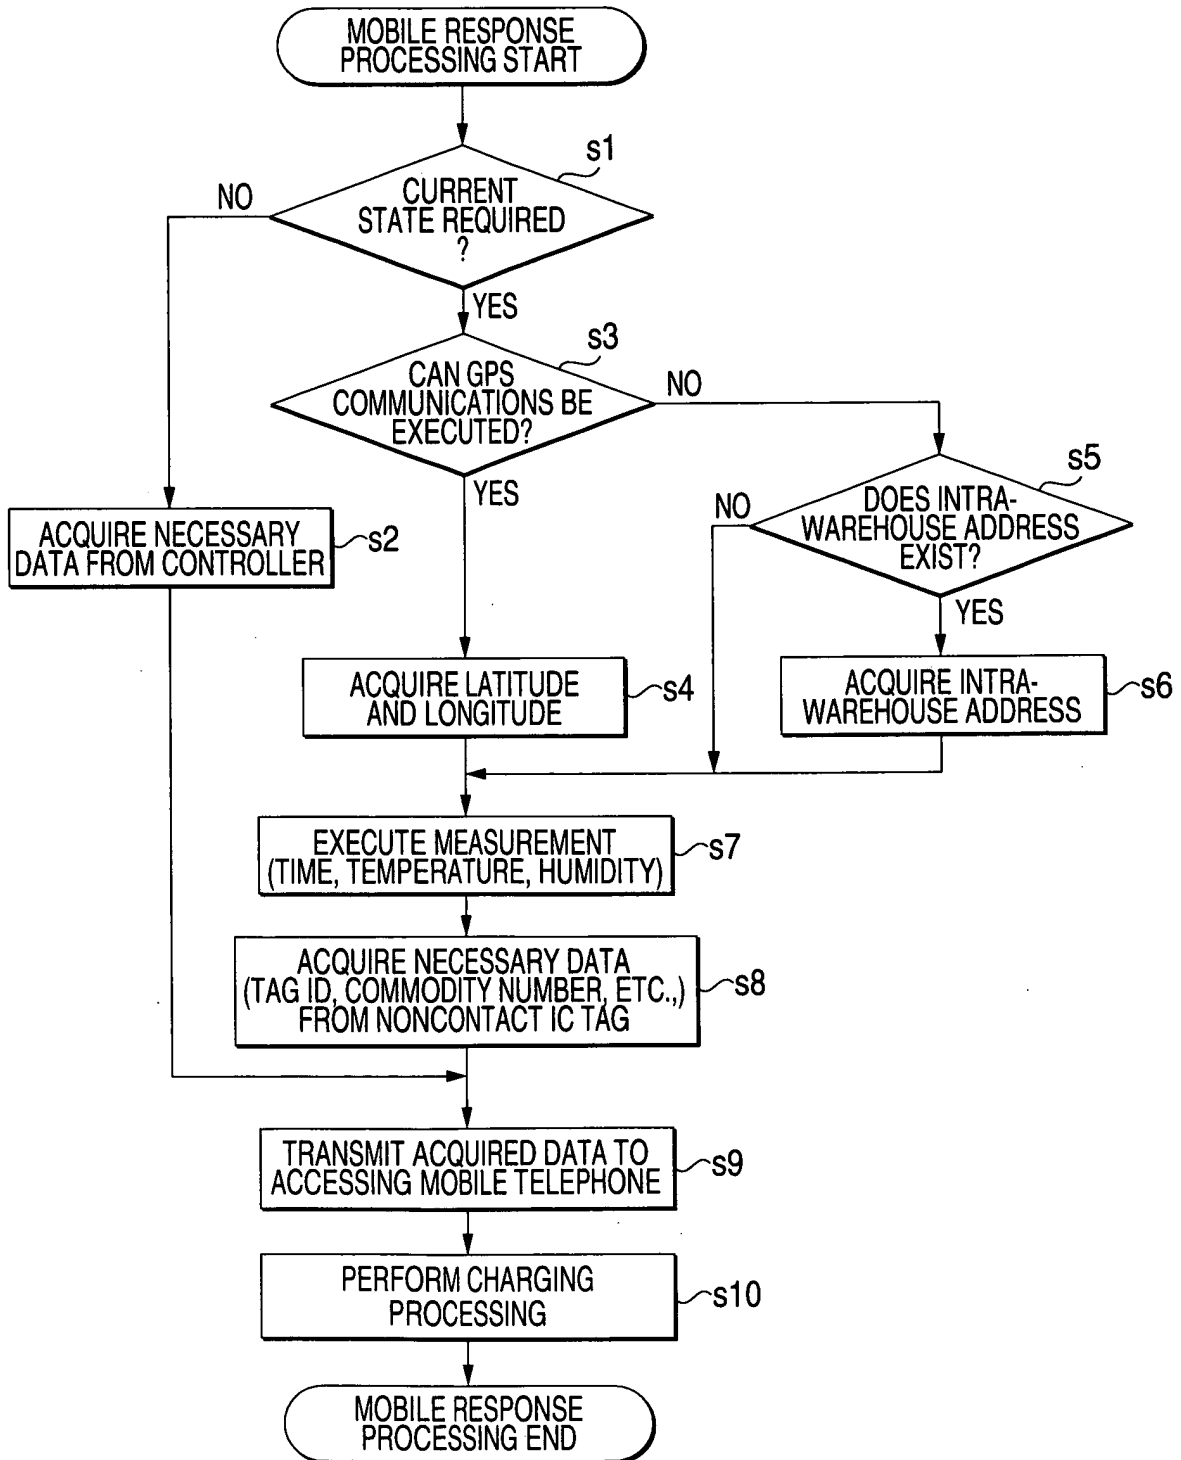 MOBILE RESPONSE
PROCESSING START
s1
CURRENT
STATE REQUIRED
?
NO
YES
s3
CAN GPS
COMMUNICATIONS BE
EXECUTED?
NO
YES
s5
DOES INTRA-
WAREHOUSE ADDRESS
EXIST?
NO
YES
ACQUIRE NECESSARY
DATA FROM CONTROLLER
s2
ACQUIRE LATITUDE
AND LONGITUDE
s4
ACQUIRE INTRA-
WAREHOUSE ADDRESS
s6
EXECUTE MEASUREMENT
(TIME, TEMPERATURE, HUMIDITY)
s7
ACQUIRE NECESSARY DATA
(TAG ID, COMMODITY NUMBER, ETC.,)
FROM NONCONTACT IC TAG
s8
TRANSMIT ACQUIRED DATA TO
ACCESSING MOBILE TELEPHONE
s9
PERFORM CHARGING
PROCESSING
s10
MOBILE RESPONSE
PROCESSING END